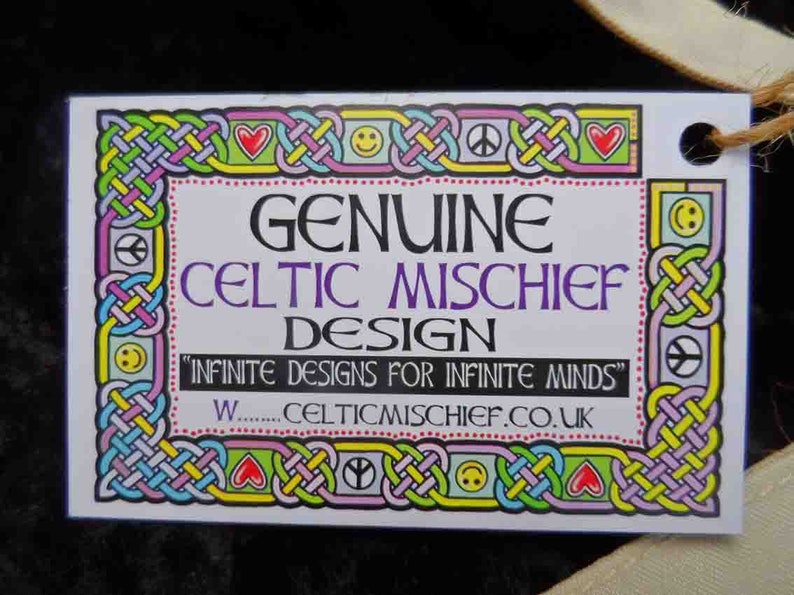 GENUINE
CELTIC MISCHIEF
DESIGN
"INFINITE DESIGNS FOR INFINITE MINDS"
W........CELTICMISCHIEF.CO.UK